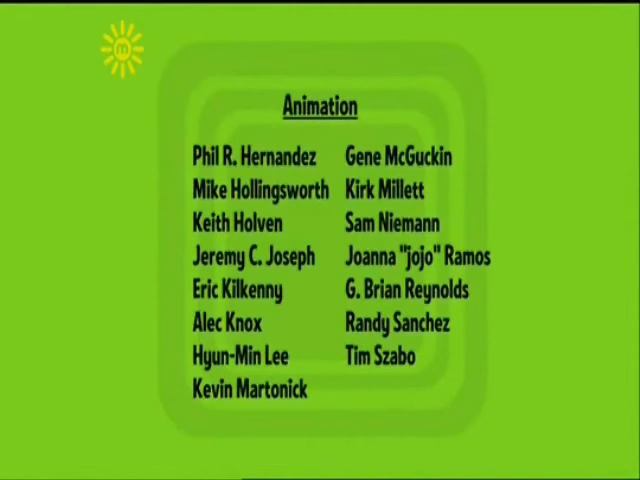 m
Animation
Phil R. Hernandez Gene McGuckin
Mike Hollingsworth Kirk Millett
Keith Holven Sam Niemann
Jeremy C. Joseph Joanna "jojo" Ramos
Eric Kilkenny G. Brian Reynolds
Alec Knox Randy Sanchez
Hyun-Min Lee Tim Szabo
Kevin Martonick